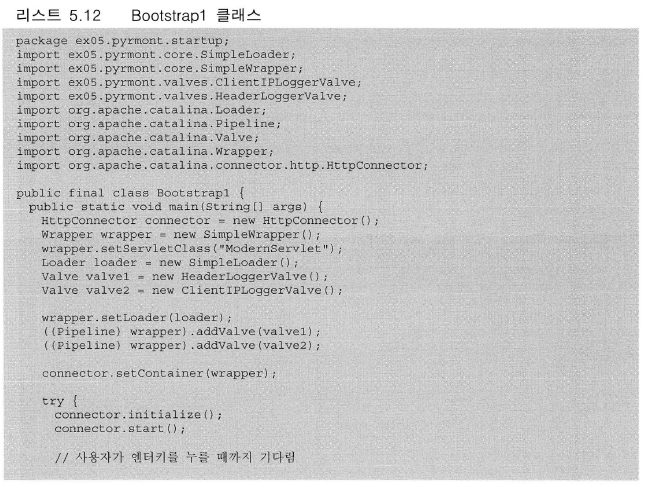 리스트 5.12 Bootstrap1 클래스
package ex05.pyrmont.startup;
import ex05.pyrmont.core.SimpleLoader;
import ex05.pyrmont.core.SimpleWrapper;
import ex05.pyrmont.valves.ClientIPLoggerValve;
import ex05.pyrmont.valves.HeaderLoggerValve;
import org.apache.catalina.Loader;
import org.apache.catalina.Pipeline;
import org.apache.catalina.Valve;
import org.apache.catalina.Wrapper;
import org.apache.catalina.connector.http.HttpConnector;
public final class Bootstrap1 {
public static void main(String[] args) {
HttpConnector connector = new HttpConnector();
Wrapper wrapper = new SimpleWrapper();
wrapper.setServletClass("ModernServlet");
Loader loader = new SimpleLoader();
Valve valve1 = new HeaderLoggerValve();
Valve valve2 = new ClientIPLoggerValve();
wrapper.setLoader(loader);
((Pipeline) wrapper).addValve(valve1);
((Pipeline) wrapper).addValve(valve2);
connector.setContainer(wrapper);
try {
connector.initialize();
connector.start();
// 사용자가 엔터키를 누를 때까지 기다림